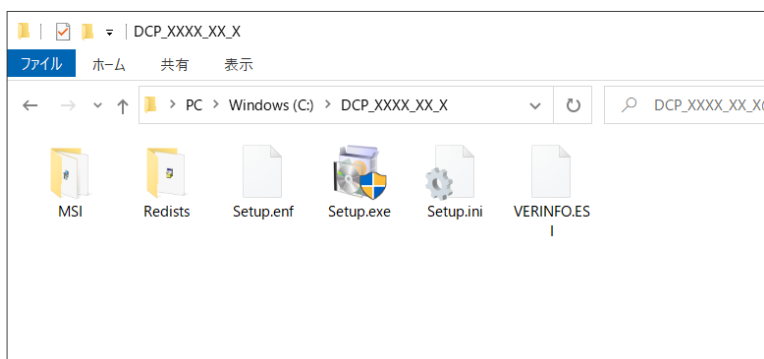 DCP_XXXX_XX_X
ファイル ホーム 共有 表示
PC > Windows (C:) > DCP_XXXX_XX_X DCP_XXXX_XX_X
MSI Redists Setup.enf Setup.exe Setup.ini VERINFO.ES
I